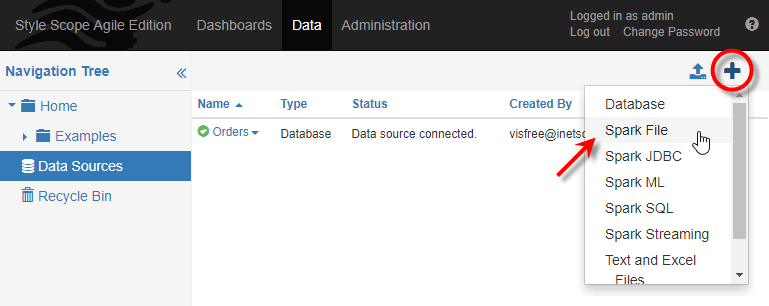 Style Scope Agile Edition
Dashboards
Data
Administration
Logged in as admin
Log out Change Password
Navigation Tree
Home
Examples
Data Sources
Recycle Bin
Name Type Status Created By
Orders Database Data source connected. visfree@inetso
Database
Spark File
Spark JDBC
Spark ML
Spark SQL
Spark Streaming
Text and Excel
Files